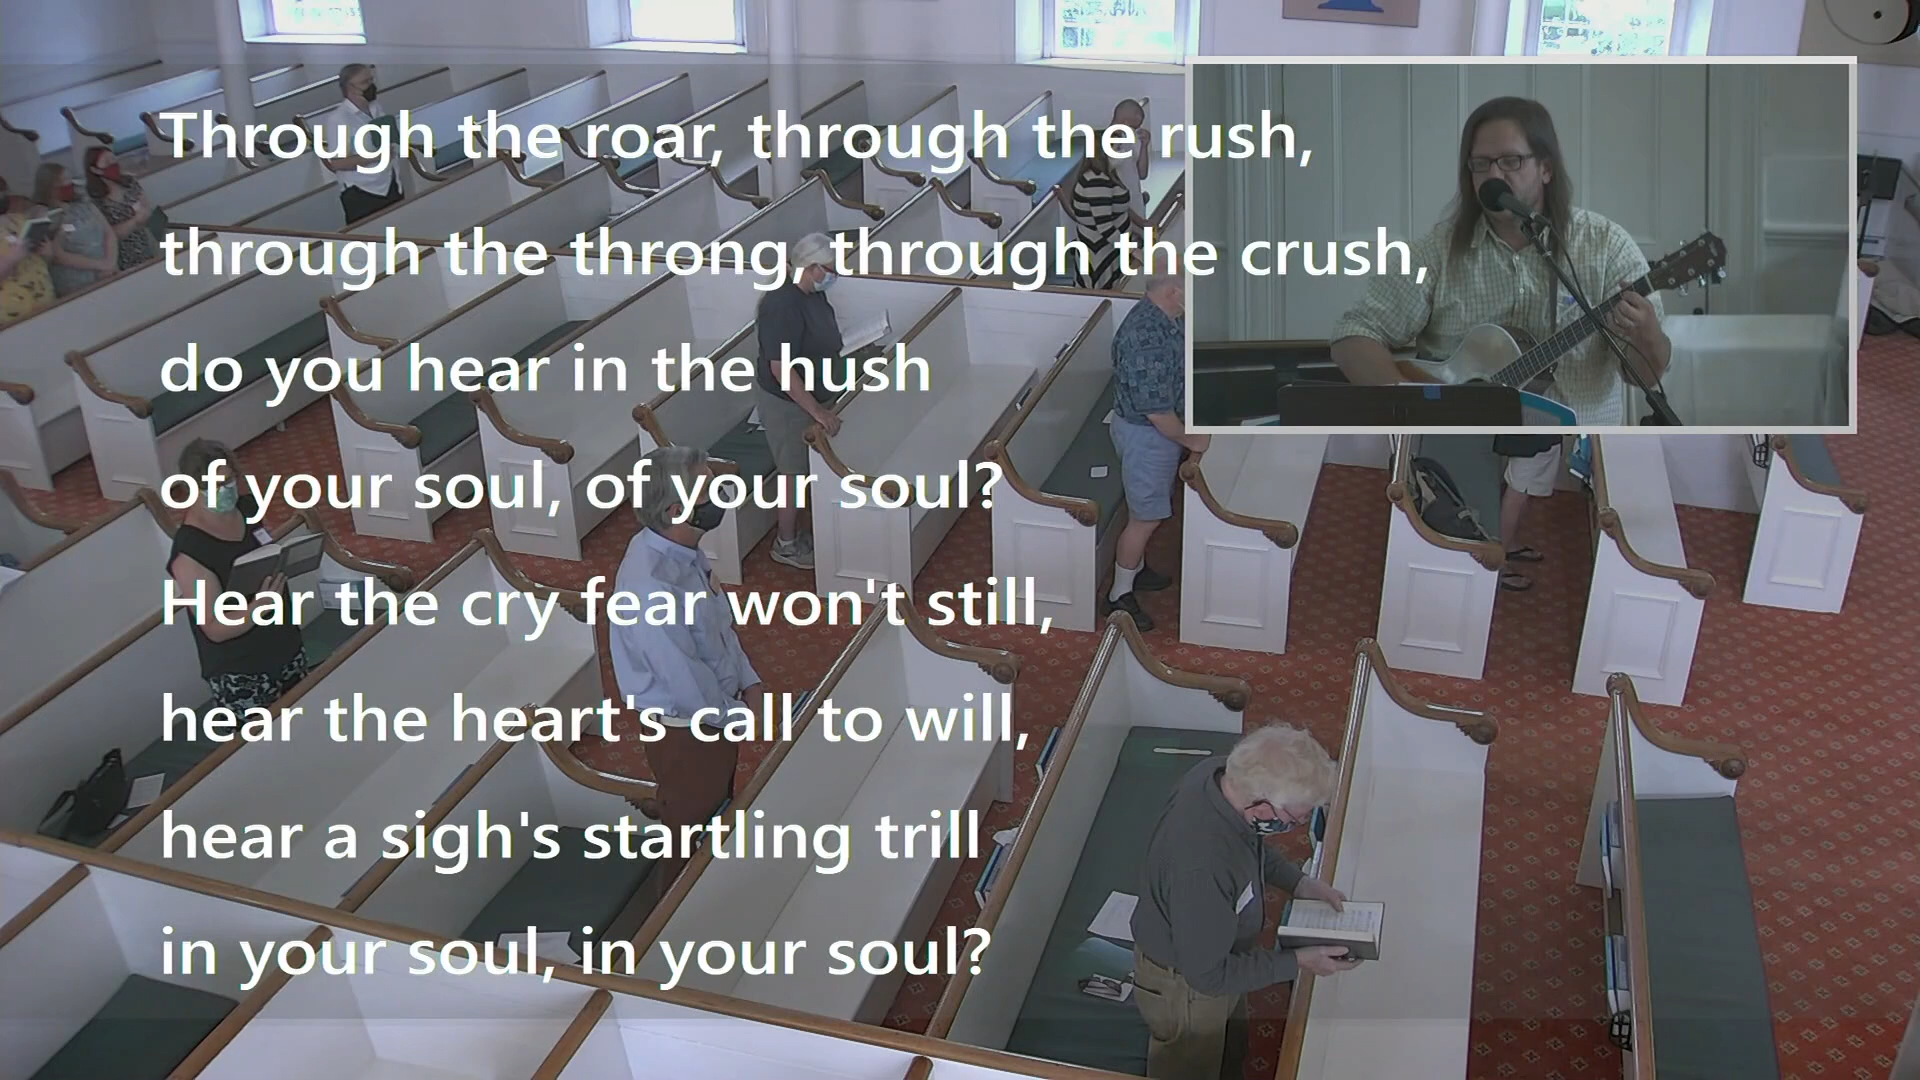 Through the roar, through the rush,
through the throng, through the crush,
do you hear in the hush
of your soul, of your soul?
Hear the cry fear won't still,
hear the heart's call to will,
hear a sigh's startling trill
in your soul, in your soul?